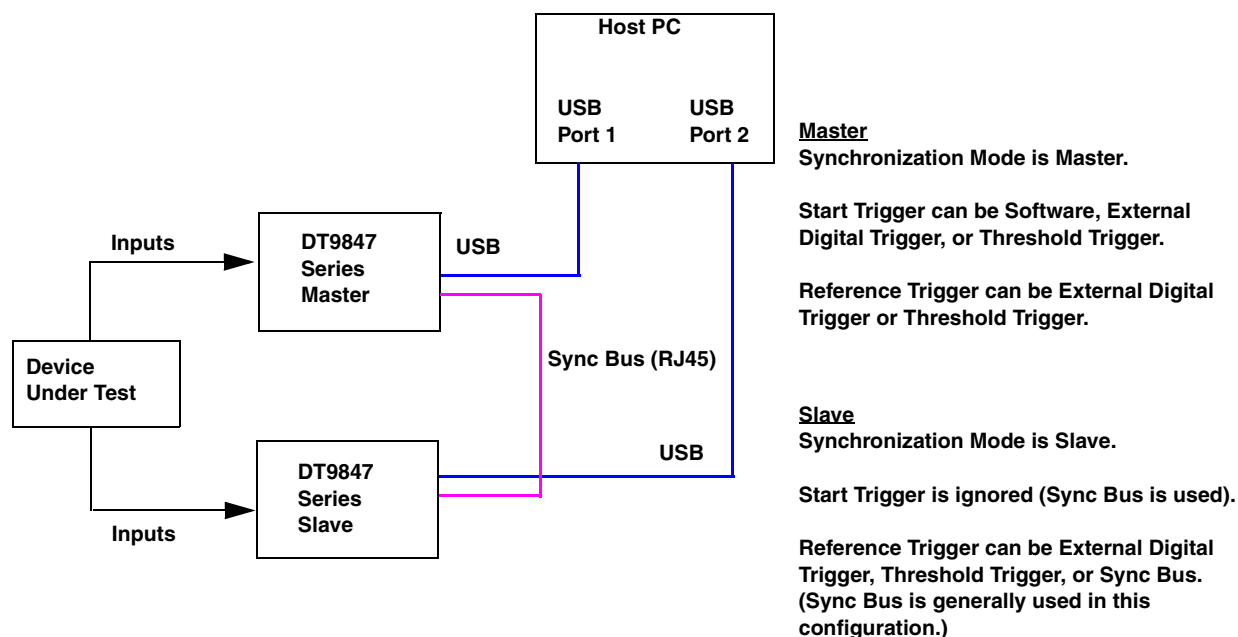 Host PC
USB
Port 1
USB
Port 2
Master
Synchronization Mode is Master.
Start Trigger can be Software, External
Digital Trigger, or Threshold Trigger.
Reference Trigger can be External Digital
Trigger or Threshold Trigger.
Inputs
DT9847
Series
Master
USB
Sync Bus (RJ45)
Device
Under Test
Slave
Synchronization Mode is Slave.
Start Trigger is ignored (Sync Bus is used).
Reference Trigger can be External Digital
Trigger, Threshold Trigger, or Sync Bus.
(Sync Bus is generally used in this
configuration.)
DT9847
Series
Slave
USB
Inputs